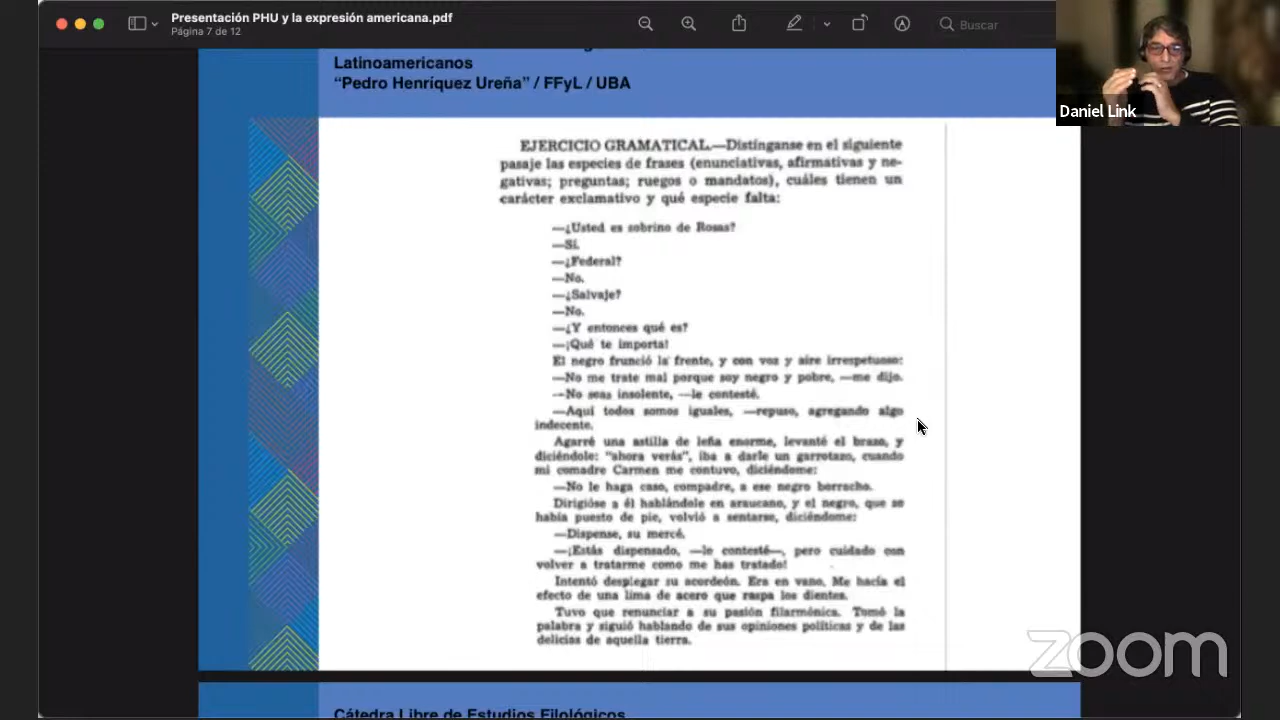 Presentación PHU y la expresión americana.pdf
Página 7 de 12
Buscar
Daniel Link
Latinoamericanos
“Pedro Henríquez Ureña” / FFyL / UBA
EJERCICIO GRAMATICAL.—Distínganse en el siguiente
pasaje las especies de frases (enunciativas, afirmativas y ne-
gativas; preguntas; ruegos o mandatos), cuáles tienen un
carácter exclamativo y qué especie falta:
—¿Usted es sobrino de Rosas?
—Sí.
—¿Federal?
—No.
—¿Salvaje?
—No.
—¿Y entonces qué es?
—¡Qué te importa!
El negro frunció la frente, y con voz y aire irrespetuoso:
—No me trate mal porque soy negro y pobre, —me dijo.
—No seas insolente, —le contesté.
—Aquí todos somos iguales, —repuso, agregando algo
indecente.
Agarré una astilla de leña enorme, levanté el brazo, y
diciéndole: “ahora verás”, iba a darle un garrotazo, cuando
mi comadre Carmen me contuvo, diciéndome:
—No le haga caso, compadre, a ese negro borracho.
Dirigióse a él hablándole en araucano, y el negro, que se
había puesto de pie, volvió a sentarse, diciéndome:
—Dispense, su mercé.
—¡Estás dispensado, —le contesté—, pero cuidado con
volver a tratarme como me has tratado!
Intentó desplegar su acordeón. Era en vano. Me hacía el
efecto de una lima de acero que raspa los dientes.
Tuvo que renunciar a su pasión filarmónica. Tomó la
palabra y siguió hablando de sus opiniones políticas y de las
delicias de aquella tierra.
zoom
Cátedra Libre de Estudios Filológicos